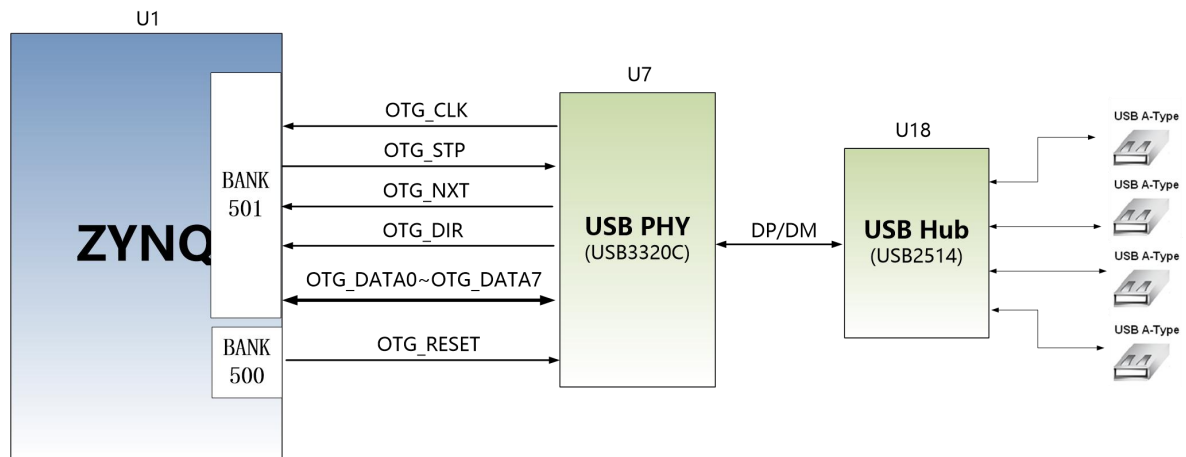 U1
ZYNQ
BANK
501
BANK
500
OTG_CLK
OTG_STP
OTG_NXT
OTG_DIR
OTG_DATA0~OTG_DATA7
OTG_RESET
U7
USB PHY
(USB3320C)
DP/DM
U18
USB Hub
(USB2514)
USB A-Type
USB A-Type
USB A-Type
USB A-Type